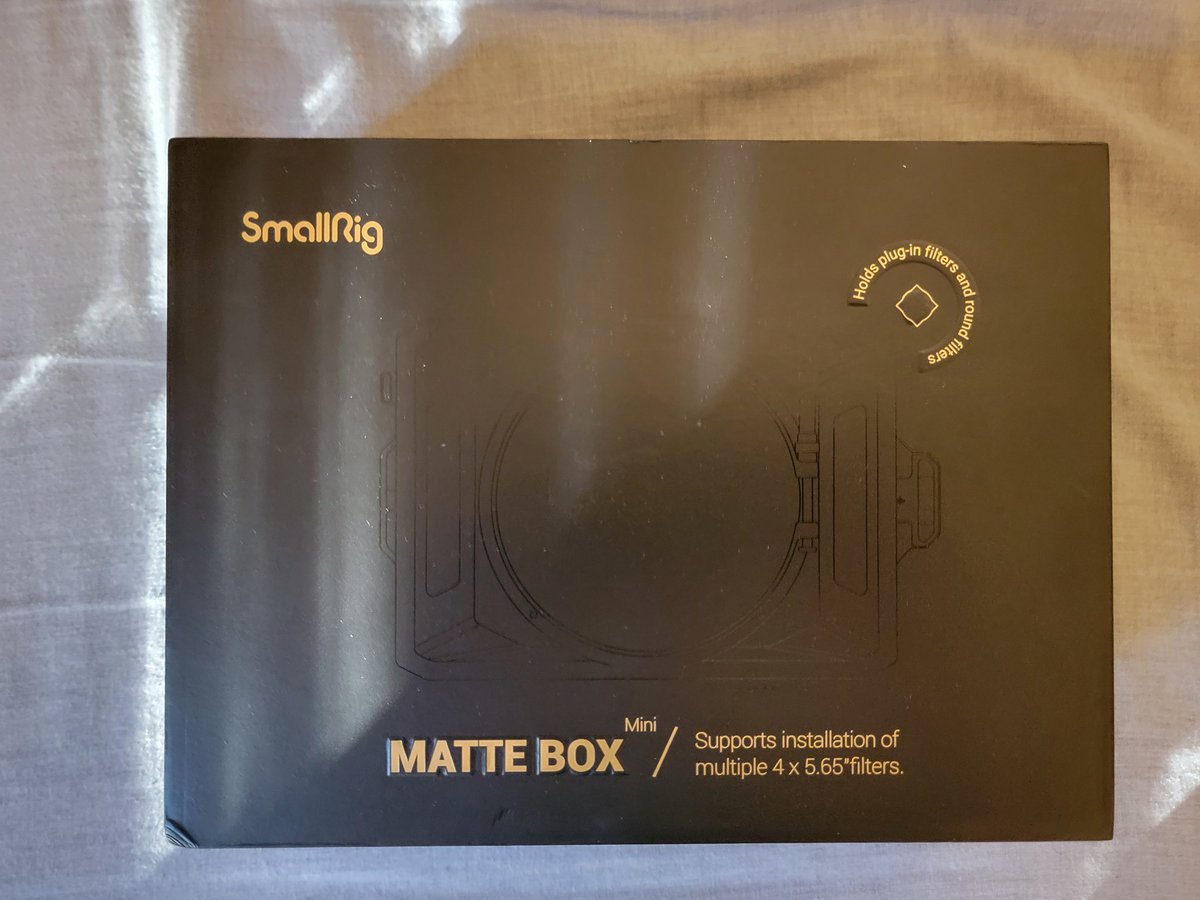 SmallRig
Holds plug-in filters and round filters
MATTE BOX Mini /
Supports installation of
multiple 4 x 5.65"filters.